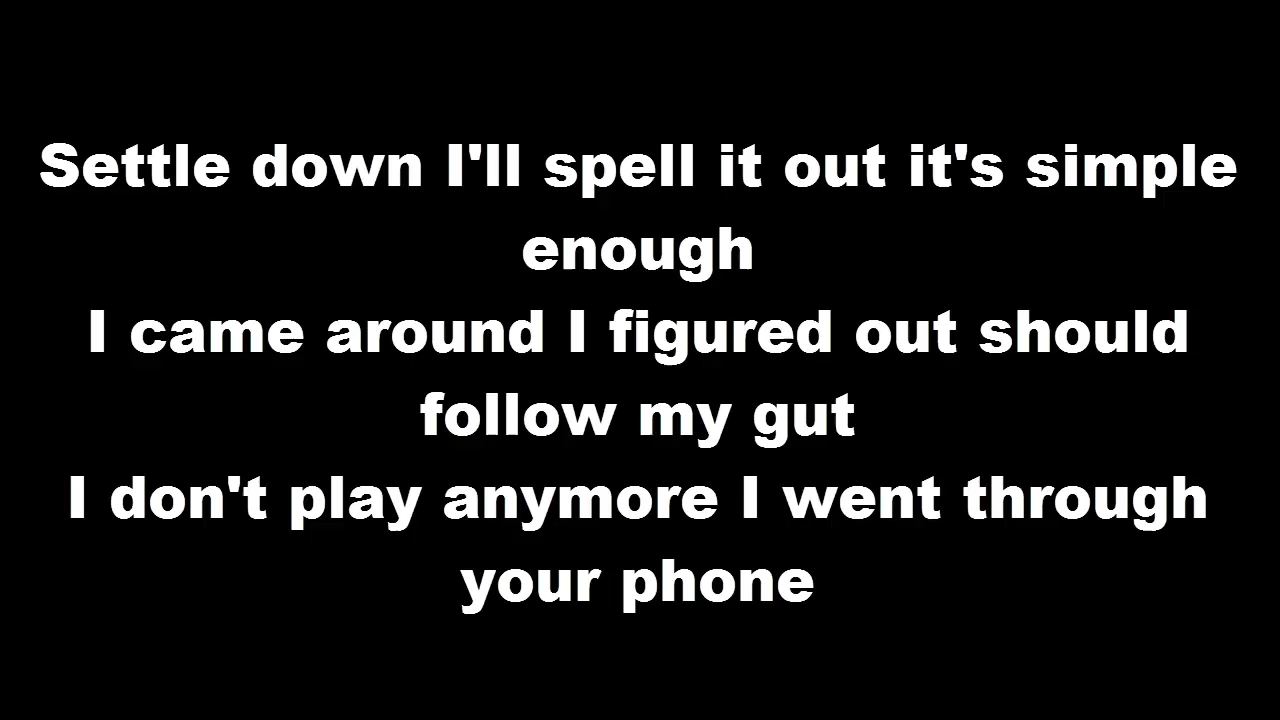 Settle down I'll spell it out it's simple
enough
I came around I figured out should
follow my gut
I don't play anymore I went through
your phone